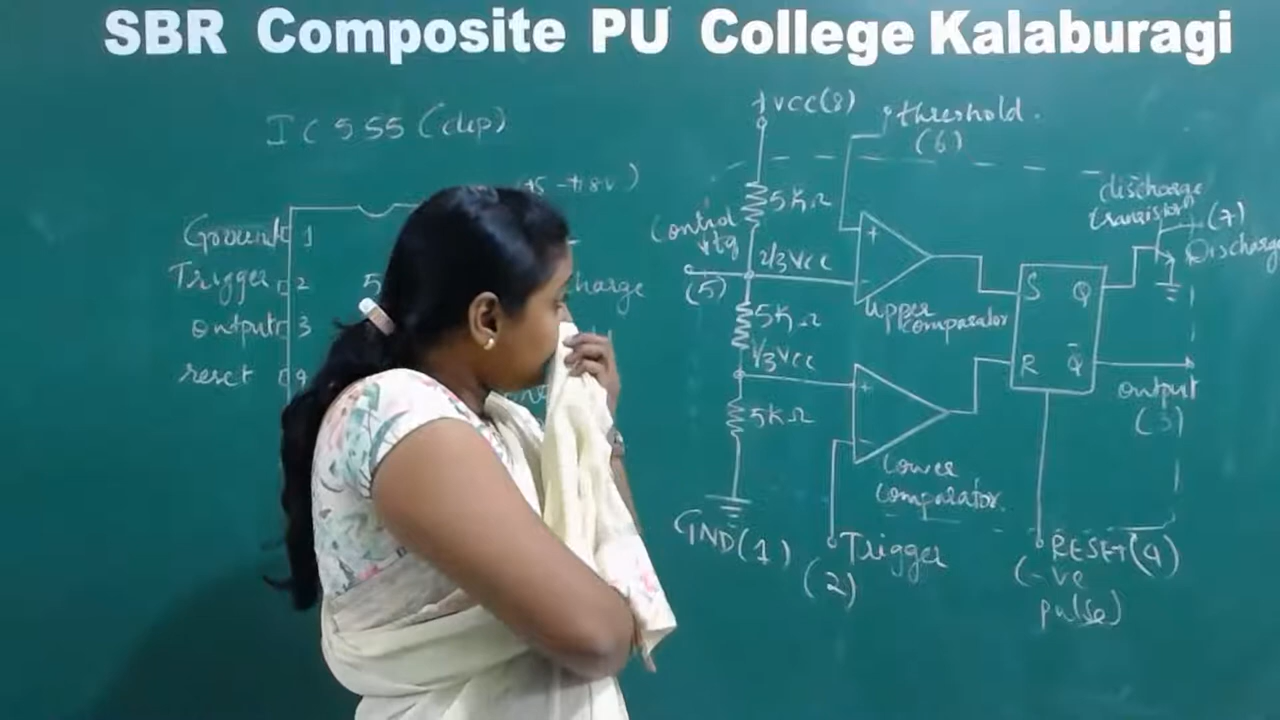 SBR Composite PU College Kalaburagi
IC 555 (dip)
Ground 1
Trigger 2
output 3
reset 4
5
+VCC(8)
threshold.
(6)
5KΩ
control
vtg
(5)
2/3VCC
5KΩ
1/3VCC
5KΩ
GND(1)
+
-
upper
comparator
+
-
Lower
comparator.
Trigger
(2)
S Q
R Q̄
discharge
transistor
(7)
Discharge
output
(3)
RESET(4)
(-ve
pulse)